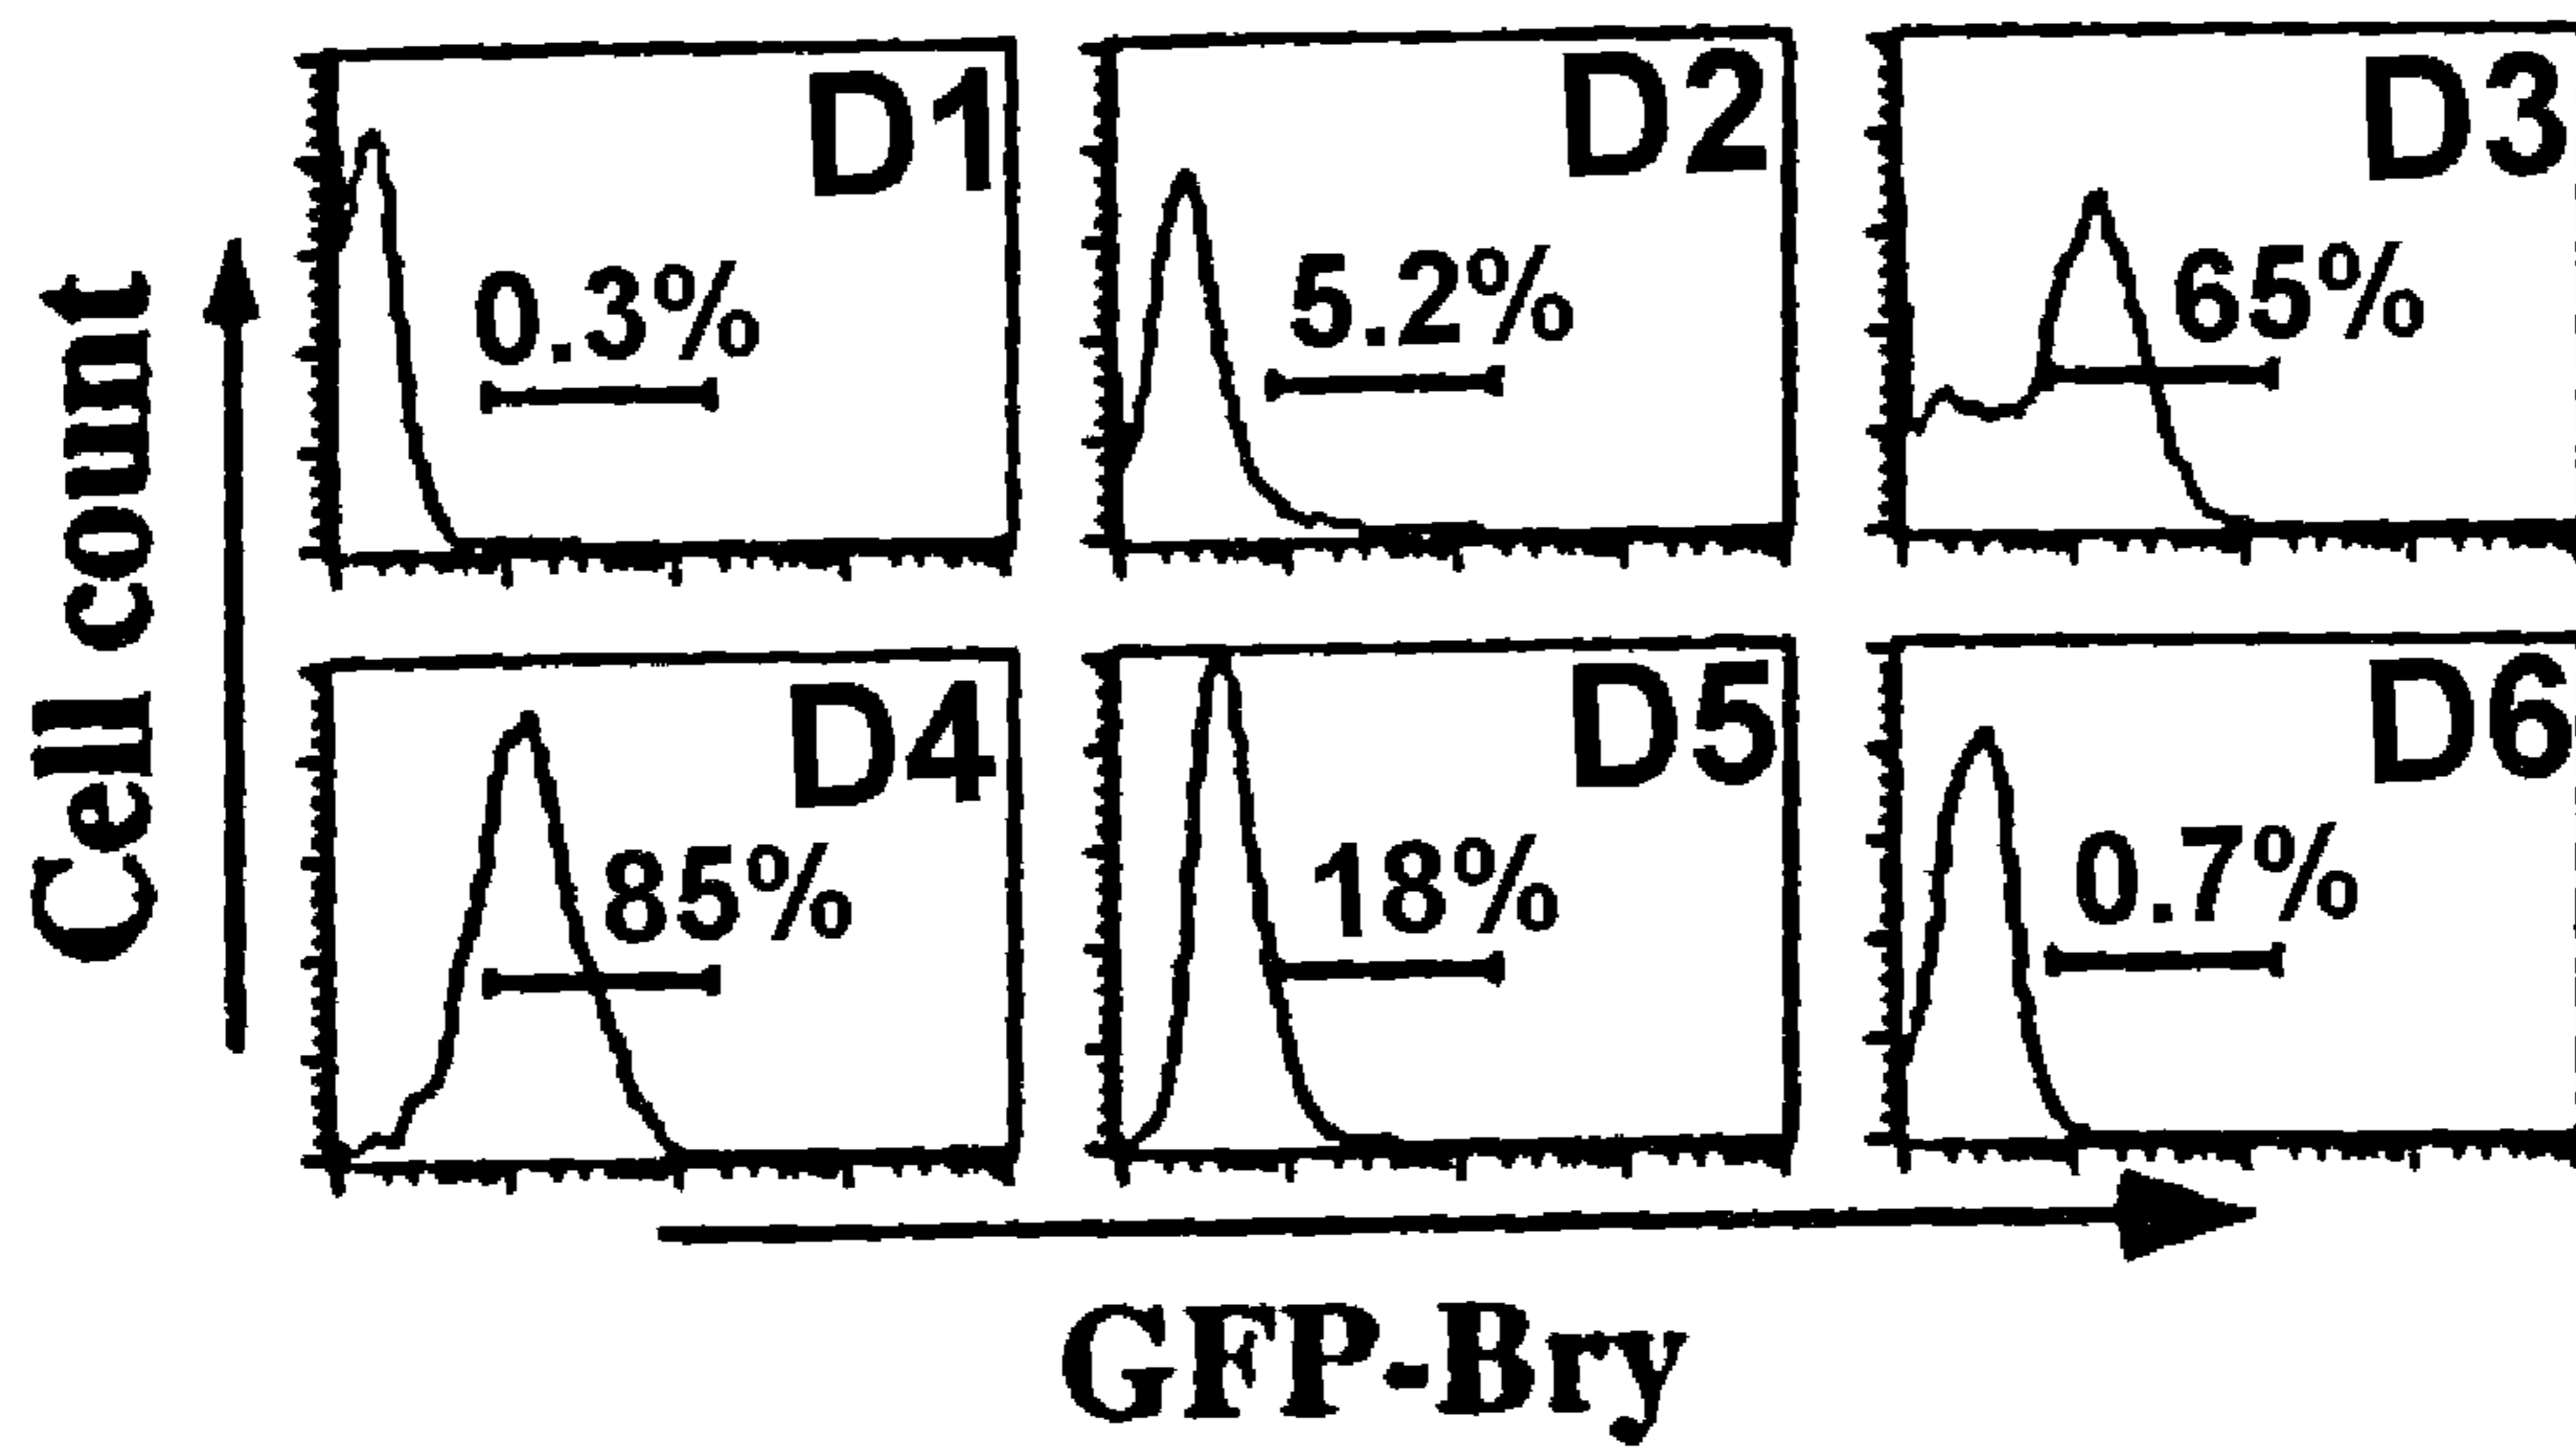 Cell count
D1
0.3%
D2
5.2%
D3
65%
D4
85%
D5
18%
D6
0.7%
GFP-Bry